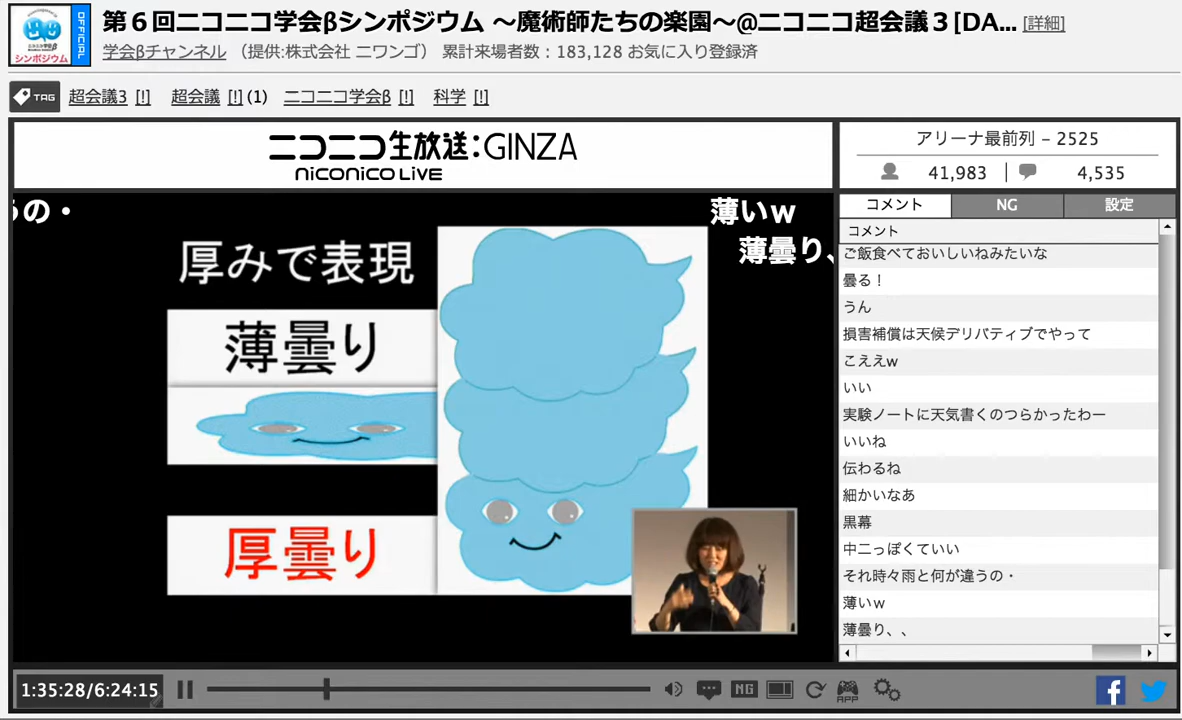 第６回ニコニコ学会βシンポジウム ～魔術師たちの楽園～@ニコニコ超会議３[DA... [詳細]
シンポジウム
OFFICIAL
学会βチャンネル （提供:株式会社 ニワンゴ） 累計来場者数：183,128 お気に入り登録済
TAG 超会議3 [!] 超会議 [!] (1) ニコニコ学会β [!] 科学 [!]
ニコニコ生放送:GINZA
niconico LiVE
アリーナ最前列 – 2525
41,983 | 4,535
コメント NG 設定
コメント
の・
薄いｗ
薄曇り、
厚みで表現
薄曇り
厚曇り
ご飯食べておいしいねみたいな
曇る！
うん
損害補償は天候デリバティブでやって
こええw
いい
実験ノートに天気書くのつらかったわー
いいね
伝わるね
細かいなあ
黒幕
中二っぽくていい
それ時々雨と何が違うの・
薄いｗ
薄曇り、、
1:35:28/6:24:15
NG
APP